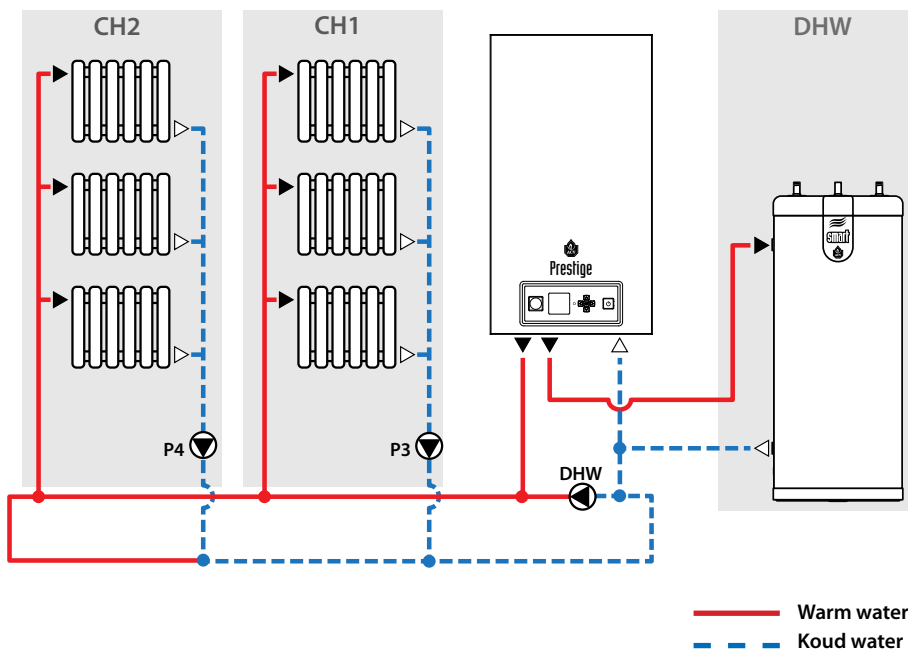 CH2
CH1
DHW
smart
Prestige
P4
P3
DHW
Warm water
Koud water